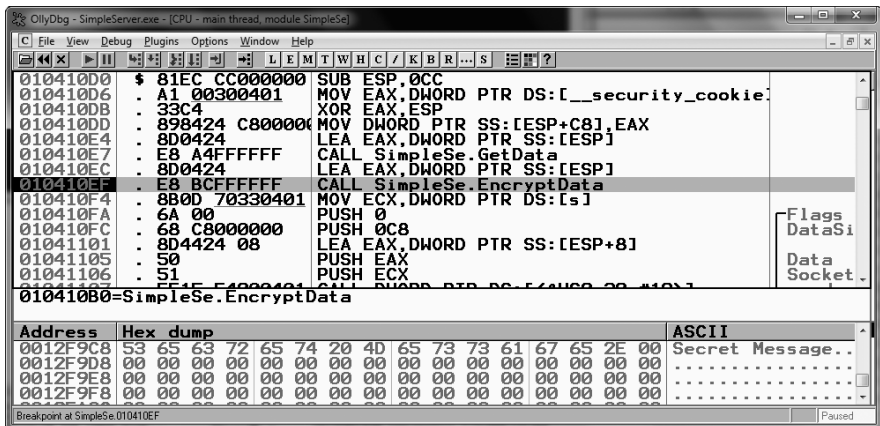 OllyDbg - SimpleServer.exe - [CPU - main thread, module SimpleSe]
C File View Debug Plugins Options Window Help
L E M T W H C / K B R ... S ?
010410D0 $ 81EC CC000000 SUB ESP,0CC
010410D6 . A1 00300401 MOV EAX,DWORD PTR DS:[__security_cookie]
010410DB . 33C4 XOR EAX,ESP
010410DD . 898424 C800000 MOV DWORD PTR SS:[ESP+C8],EAX
010410E4 . 8D0424 LEA EAX,DWORD PTR SS:[ESP]
010410E7 . E8 A4FFFFFF CALL SimpleSe.GetData
010410EC . 8D0424 LEA EAX,DWORD PTR SS:[ESP]
010410EF . E8 BCFFFFFF CALL SimpleSe.EncryptData
010410F4 . 8B0D 70330401 MOV ECX,DWORD PTR DS:[s]
010410FA . 6A 00 PUSH 0 Flags
010410FC . 68 C8000000 PUSH 0C8 DataSi
01041101 . 8D4424 08 LEA EAX,DWORD PTR SS:[ESP+8]
01041105 . 50 PUSH EAX Data
01041106 . 51 PUSH ECX Socket
010410B0=SimpleSe.EncryptData
Address Hex dump ASCII
0012F9C8 53 65 63 72 65 74 20 4D 65 73 73 61 67 65 2E 00 Secret Message..
0012F9D8 00 00 00 00 00 00 00 00 00 00 00 00 00 00 00 00 ................
0012F9E8 00 00 00 00 00 00 00 00 00 00 00 00 00 00 00 00 ................
0012F9F8 00 00 00 00 00 00 00 00 00 00 00 00 00 00 00 00 ................
Breakpoint at SimpleSe.010410EF Paused